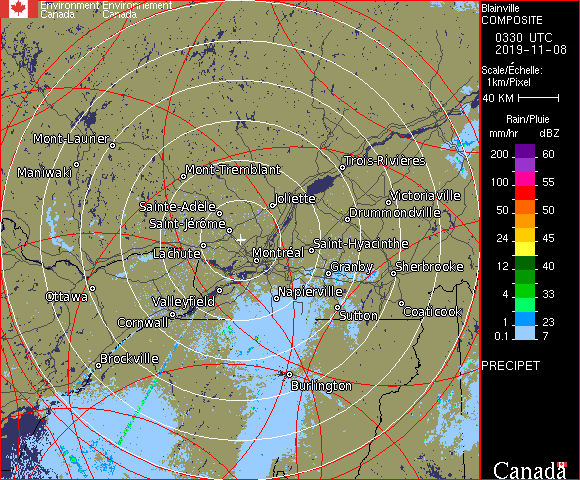 Environment Environnement
Canada Canada
Blainville
COMPOSITE
0330 UTC
2019-11-08
Scale/Échelle:
1km/Pixel
40 KM
Rain/Pluie
mm/hr dBZ
200 60
100 55
50 50
24 45
12 40
4 33
1 23
0.1 7
PRECIPET
Mont-Laurier
Maniwaki
Mont-Tremblant
Trois-Rivières
Sainte-Adèle
Joliette
Victoriaville
Drummondville
Saint-Jérôme
Lachute
Montréal
Saint-Hyacinthe
Granby
Sherbrooke
Ottawa
Valleyfield
Napierville
Cornwall
Sutton
Coaticook
Brockville
Burlington
Canada